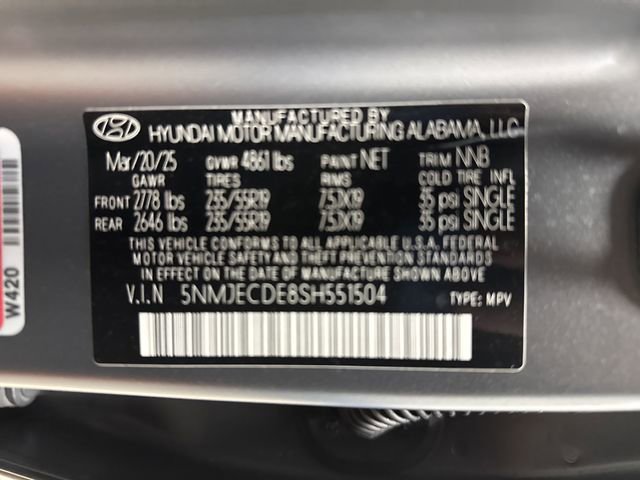 MANUFACTURED BY
HYUNDAI MOTOR MANUFACTURING ALABAMA, LLC
Mar/20/25 GVWR 4861 lbs PAINT NET TRIM NNB
GAWR TIRES RIMS COLD TIRE INFL
FRONT 2778 lbs 255/55R19 7.5JX19 35 psi SINGLE
REAR 2646 lbs 255/55R19 7.5JX19 35 psi SINGLE
THIS VEHICLE CONFORMS TO ALL APPLICABLE U.S.A. FEDERAL
MOTOR VEHICLE SAFETY AND THEFT PREVENTION STANDARDS
IN EFFECT ON THE DATE OF MANUFACTURE SHOWN ABOVE.
V.I.N 5NMJECDE8SH551504 TYPE: MPV
W420